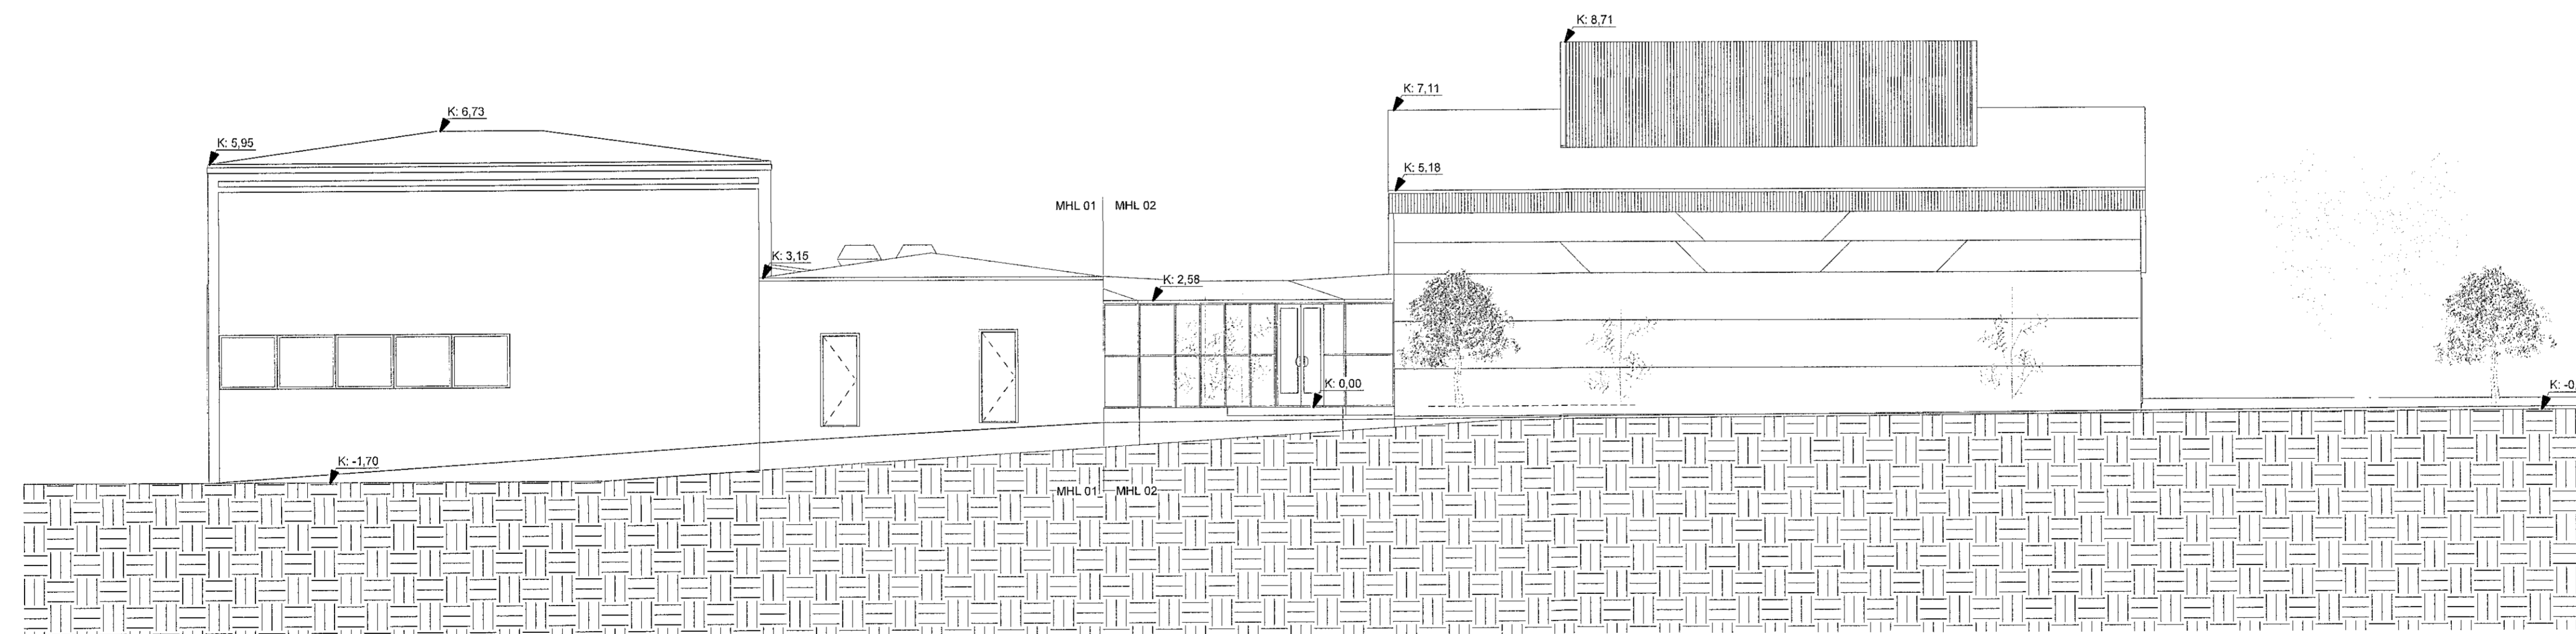 K: 8,71
K: 7,11
K: 6,73
K: 5,95
K: 5,18
MHL 01 MHL 02
K: 3,15
K: 2,58
K: 0,00
K: -0,
K: -1,70
MHL 01 MHL 02